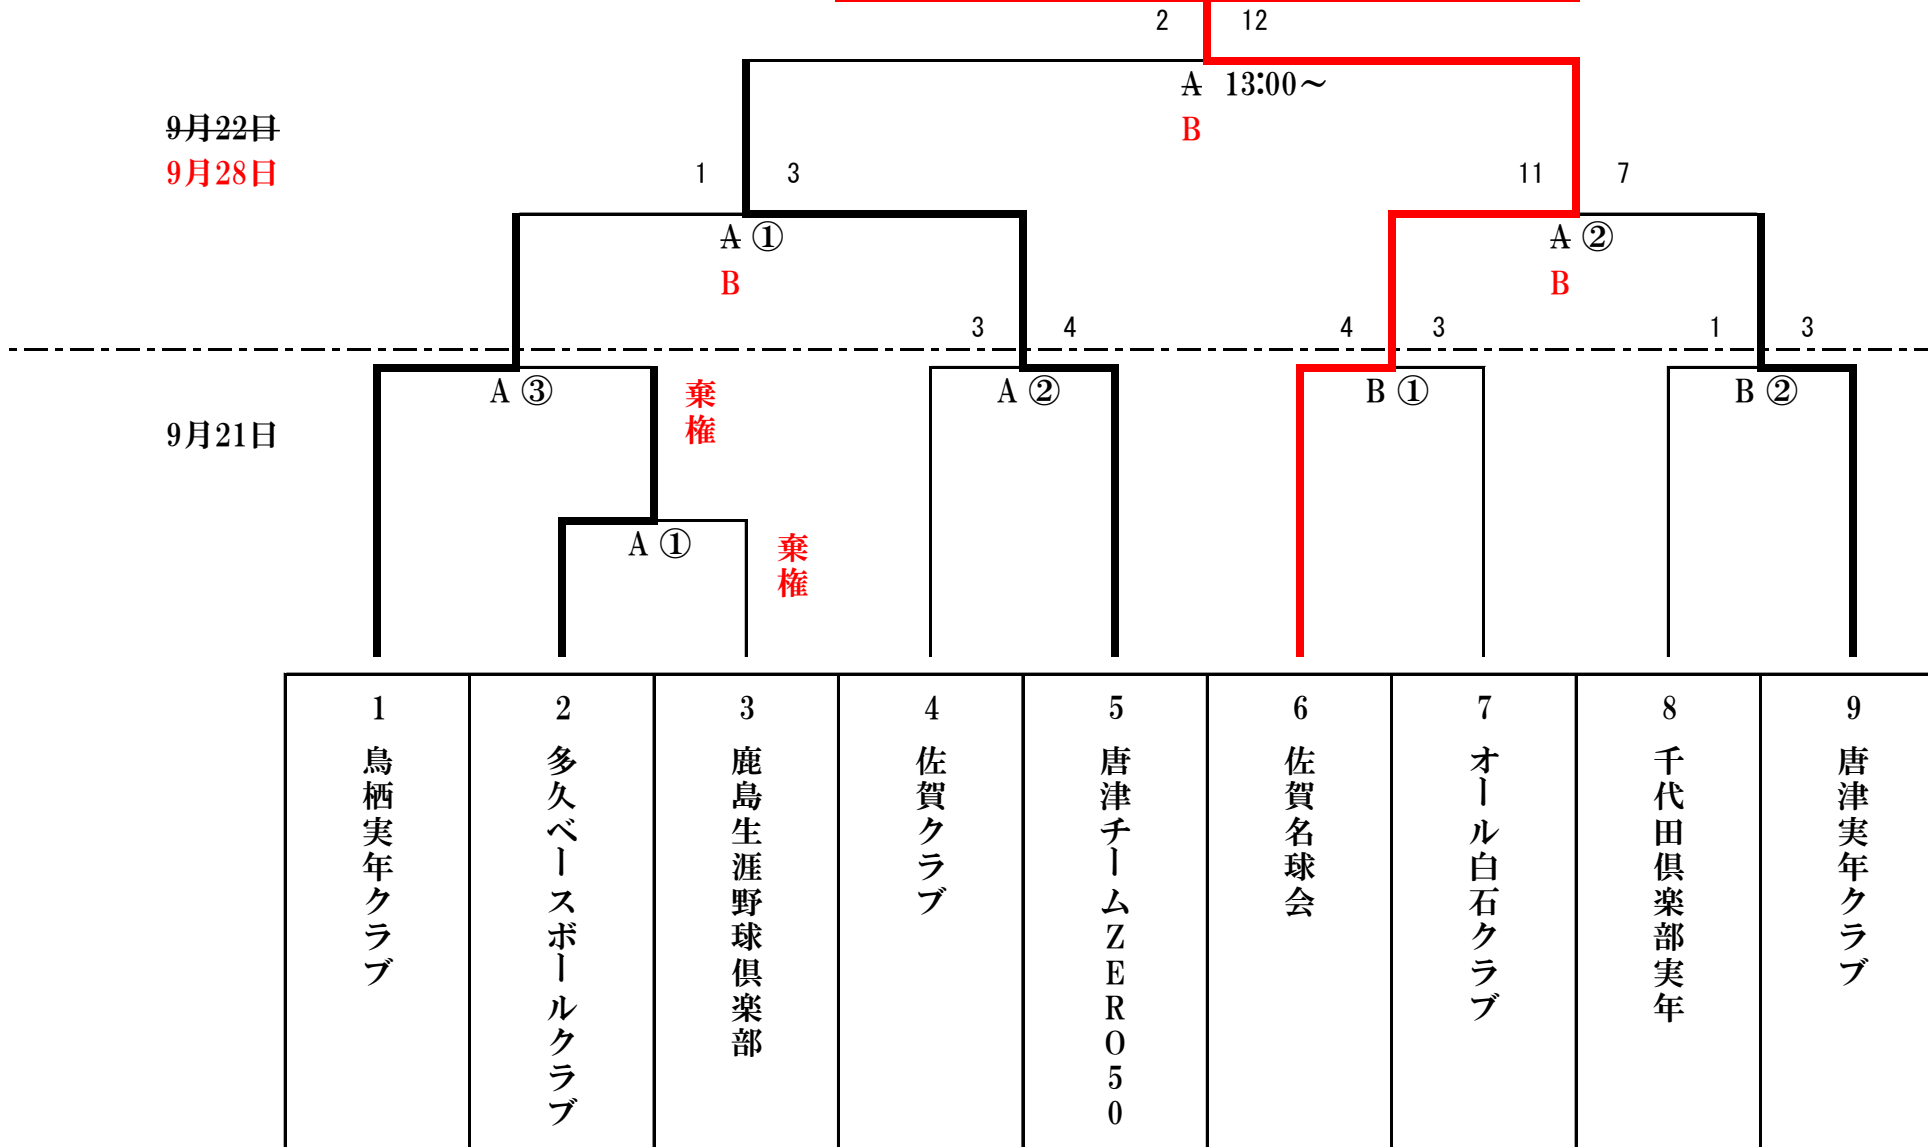 2 12
A 13:00～
B
9月22日
9月28日
1 3
11 7
A ①
B
A ②
B
3 4
4 3
1 3
A ③
棄権
A ②
B ①
B ②
9月21日
A ①
棄権
1 鳥栖実年クラブ
2 多久ベースボールクラブ
3 鹿島生涯野球倶楽部
4 佐賀クラブ
5 唐津チームZERO50
6 佐賀名球会
7 オール白石クラブ
8 千代田倶楽部実年
9 唐津実年クラブ